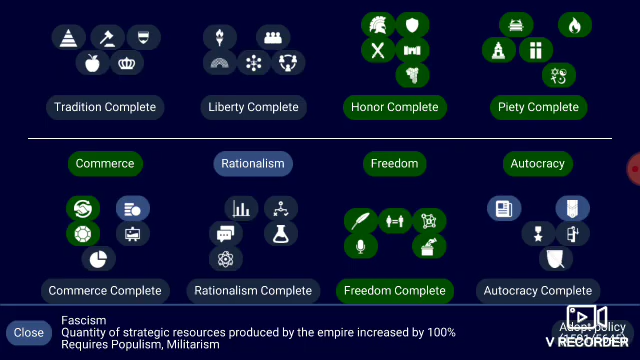 Tradition Complete
Liberty Complete
Honor Complete
Piety Complete
Commerce
Rationalism
Freedom
Autocracy
Commerce Complete
Rationalism Complete
Freedom Complete
Autocracy Complete
Close
Fascism
Quantity of strategic resources produced by the empire increased by 100%
Requires Populism, Militarism
Adopt policy
V RECORDER